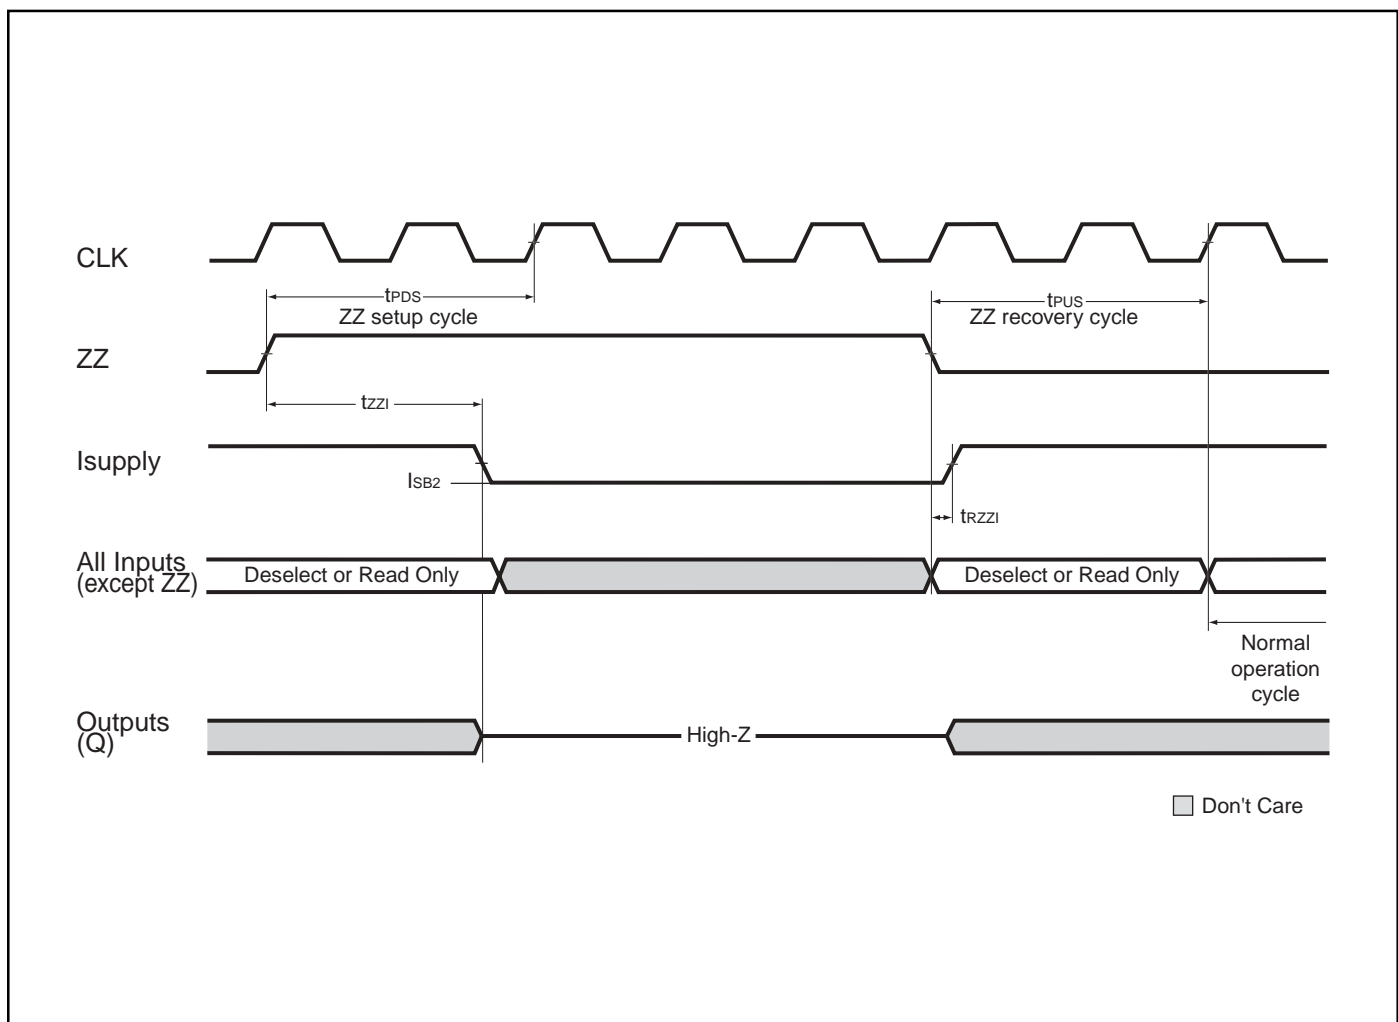 CLK
tPDS
ZZ setup cycle
tPUS
ZZ recovery cycle
ZZ
tZZI
Isupply
ISB2
tRZZI
All Inputs
(except ZZ)
Deselect or Read Only
Deselect or Read Only
Normal
operation
cycle
Outputs
(Q)
High-Z
Don't Care